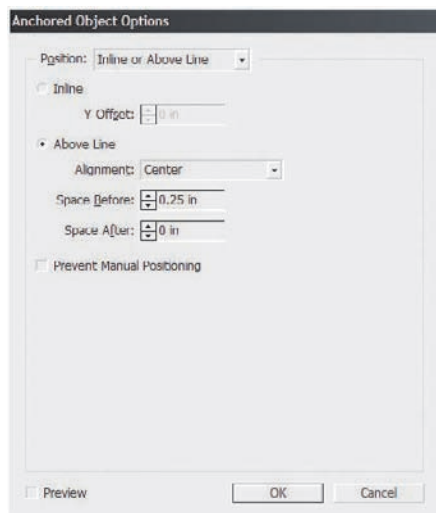 Anchored Object Options
Position: Inline or Above Line
Inline
Y Offset: 0 in
Above Line
Alignment: Center
Space Before: 0.25 in
Space After: 0 in
Prevent Manual Positioning
Preview OK Cancel